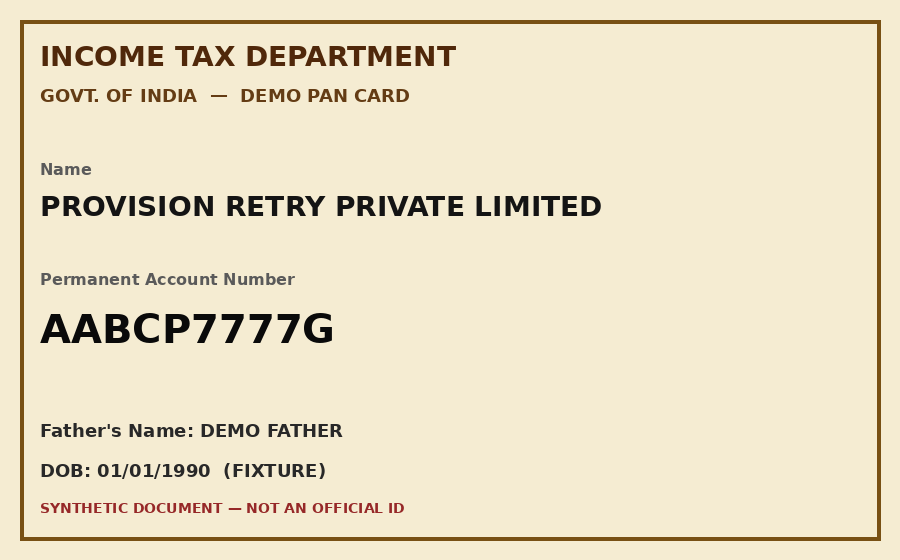 INCOME TAX DEPARTMENT
GOVT. OF INDIA — DEMO PAN CARD
Name
PROVISION RETRY PRIVATE LIMITED
Permanent Account Number
AABCP7777G
Father's Name: DEMO FATHER
DOB: 01/01/1990 (FIXTURE)
SYNTHETIC DOCUMENT — NOT AN OFFICIAL ID